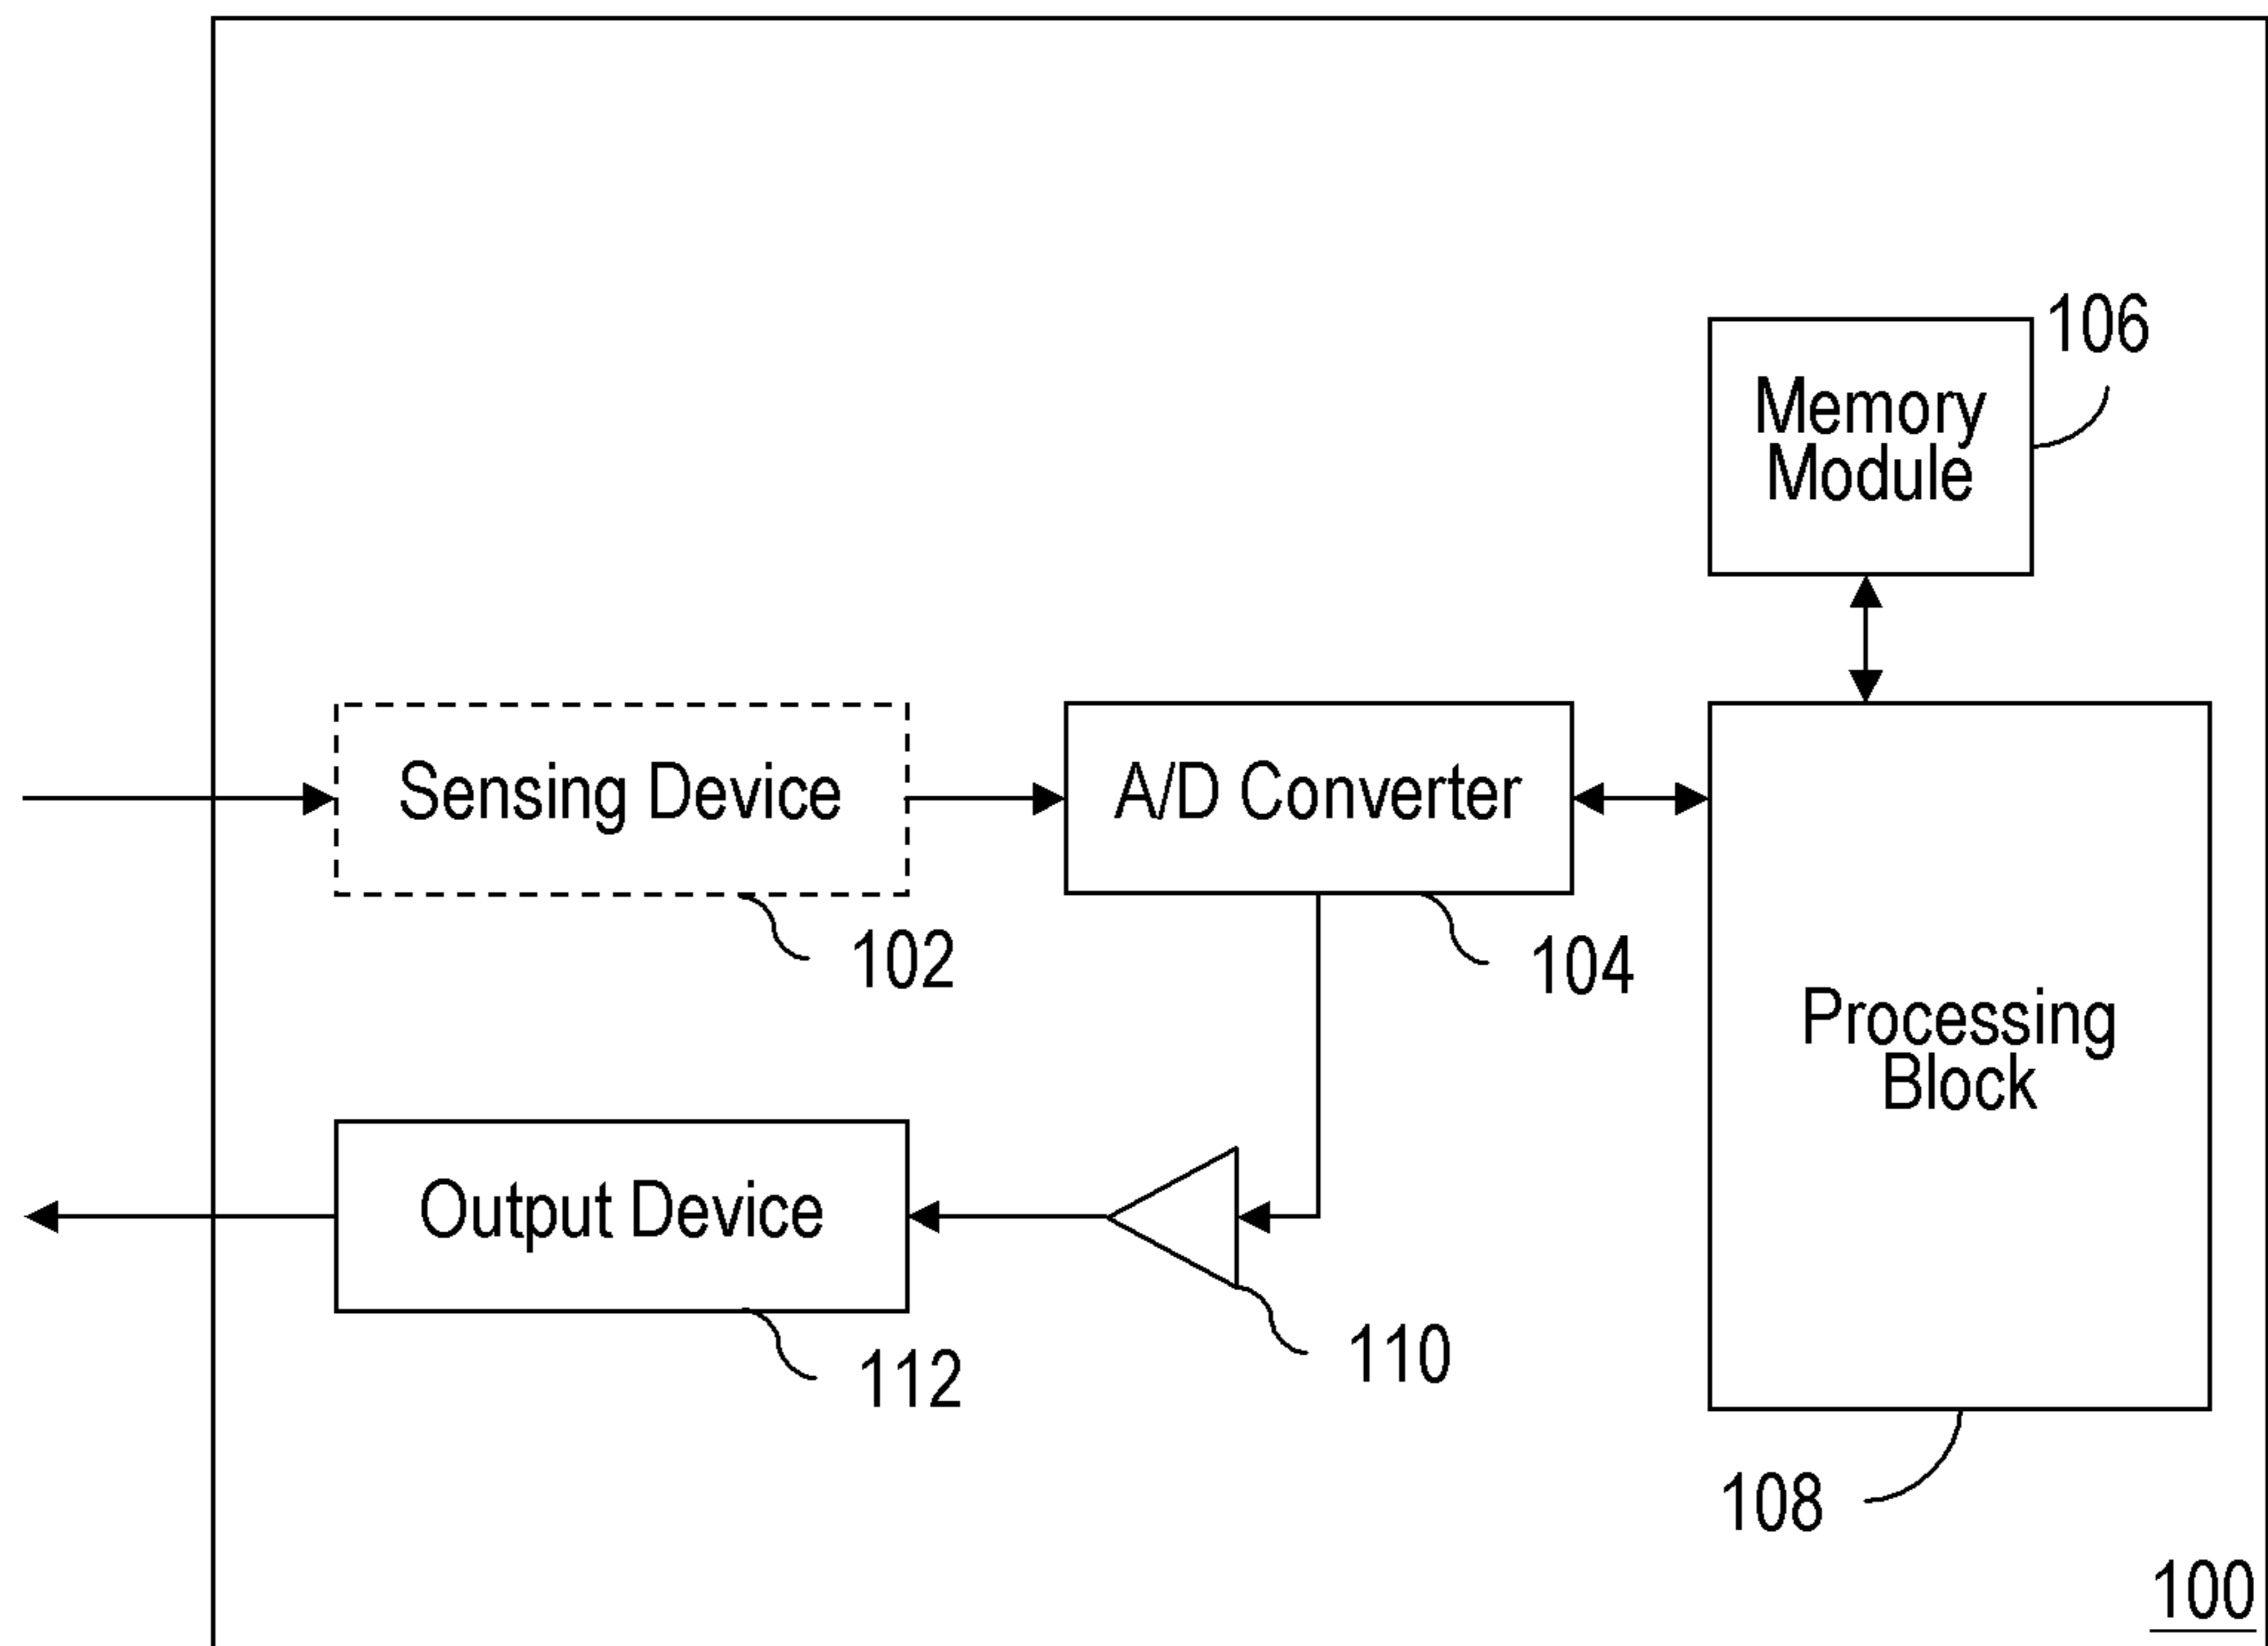 106
Memory
Module
Sensing Device
A/D Converter
102
104
Processing
Block
Output Device
112
110
108
100